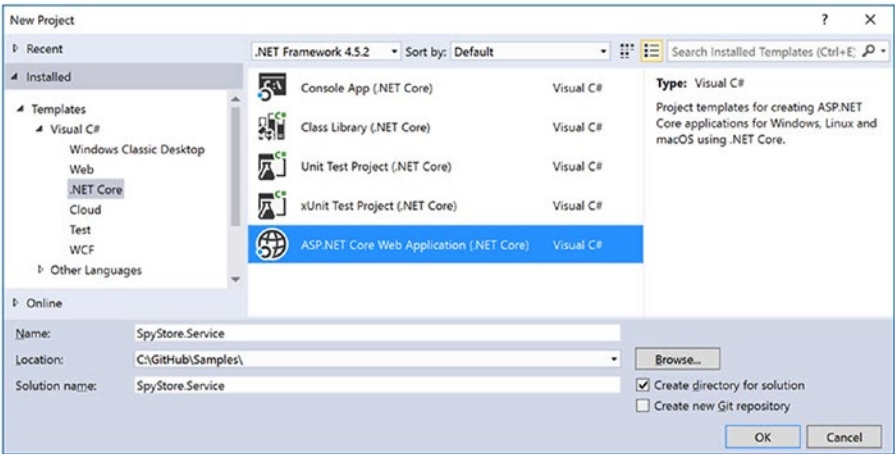 New Project
? X
Recent
.NET Framework 4.5.2 Sort by: Default Search Installed Templates (Ctrl+E)
Installed
Templates
Visual C#
Windows Classic Desktop
Web
.NET Core
Cloud
Test
WCF
Other Languages
Online
Console App (.NET Core) Visual C#
Class Library (.NET Core) Visual C#
Unit Test Project (.NET Core) Visual C#
xUnit Test Project (.NET Core) Visual C#
ASP.NET Core Web Application (.NET Core) Visual C#
Type: Visual C#
Project templates for creating ASP.NET
Core applications for Windows, Linux and
macOS using .NET Core.
Name: SpyStore.Service
Location: C:\GitHub\Samples\
Browse...
Solution name: SpyStore.Service
Create directory for solution
Create new Git repository
OK Cancel